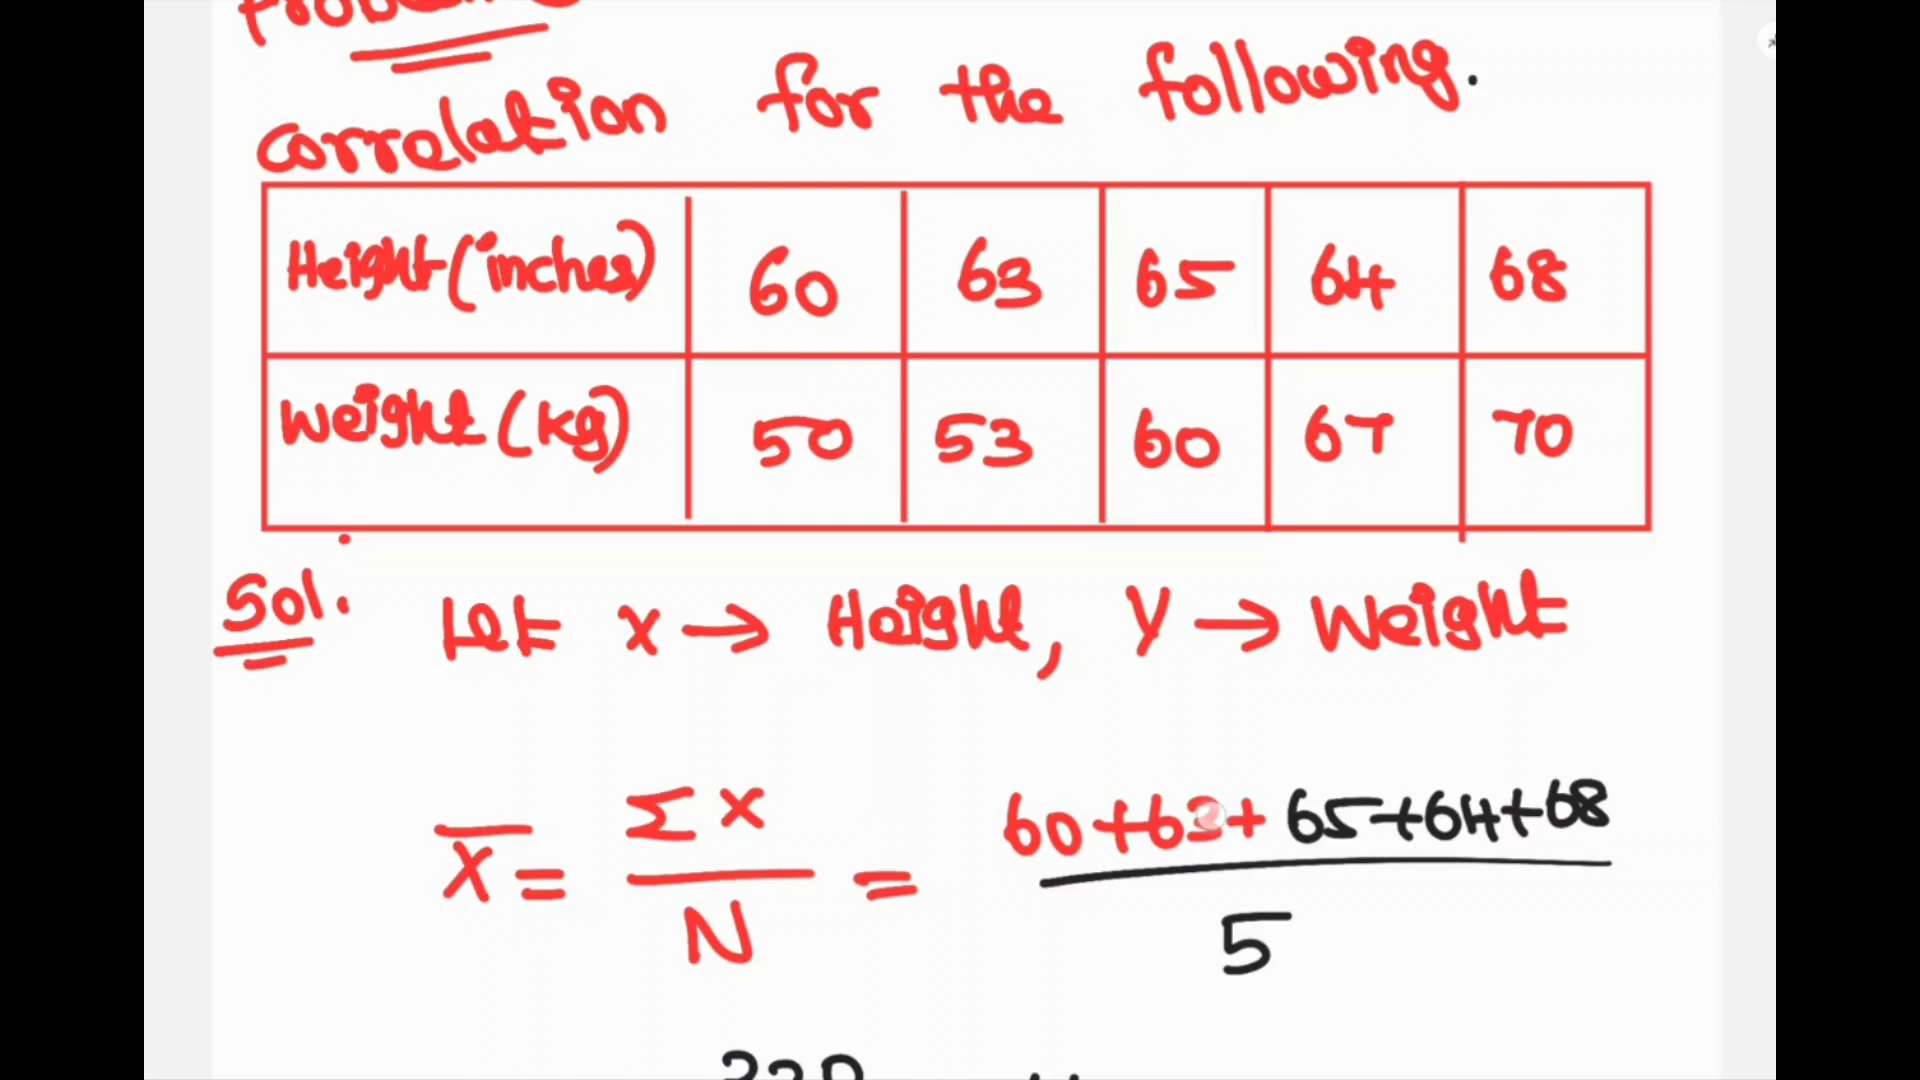 correlation for the following.
Height (inches) 60 63 65 64 68
Weight (kg) 50 53 60 67 70
Sol. Let x → Height, y → Weight
x̄ = Σx / N = 60+63+65+64+68 / 5